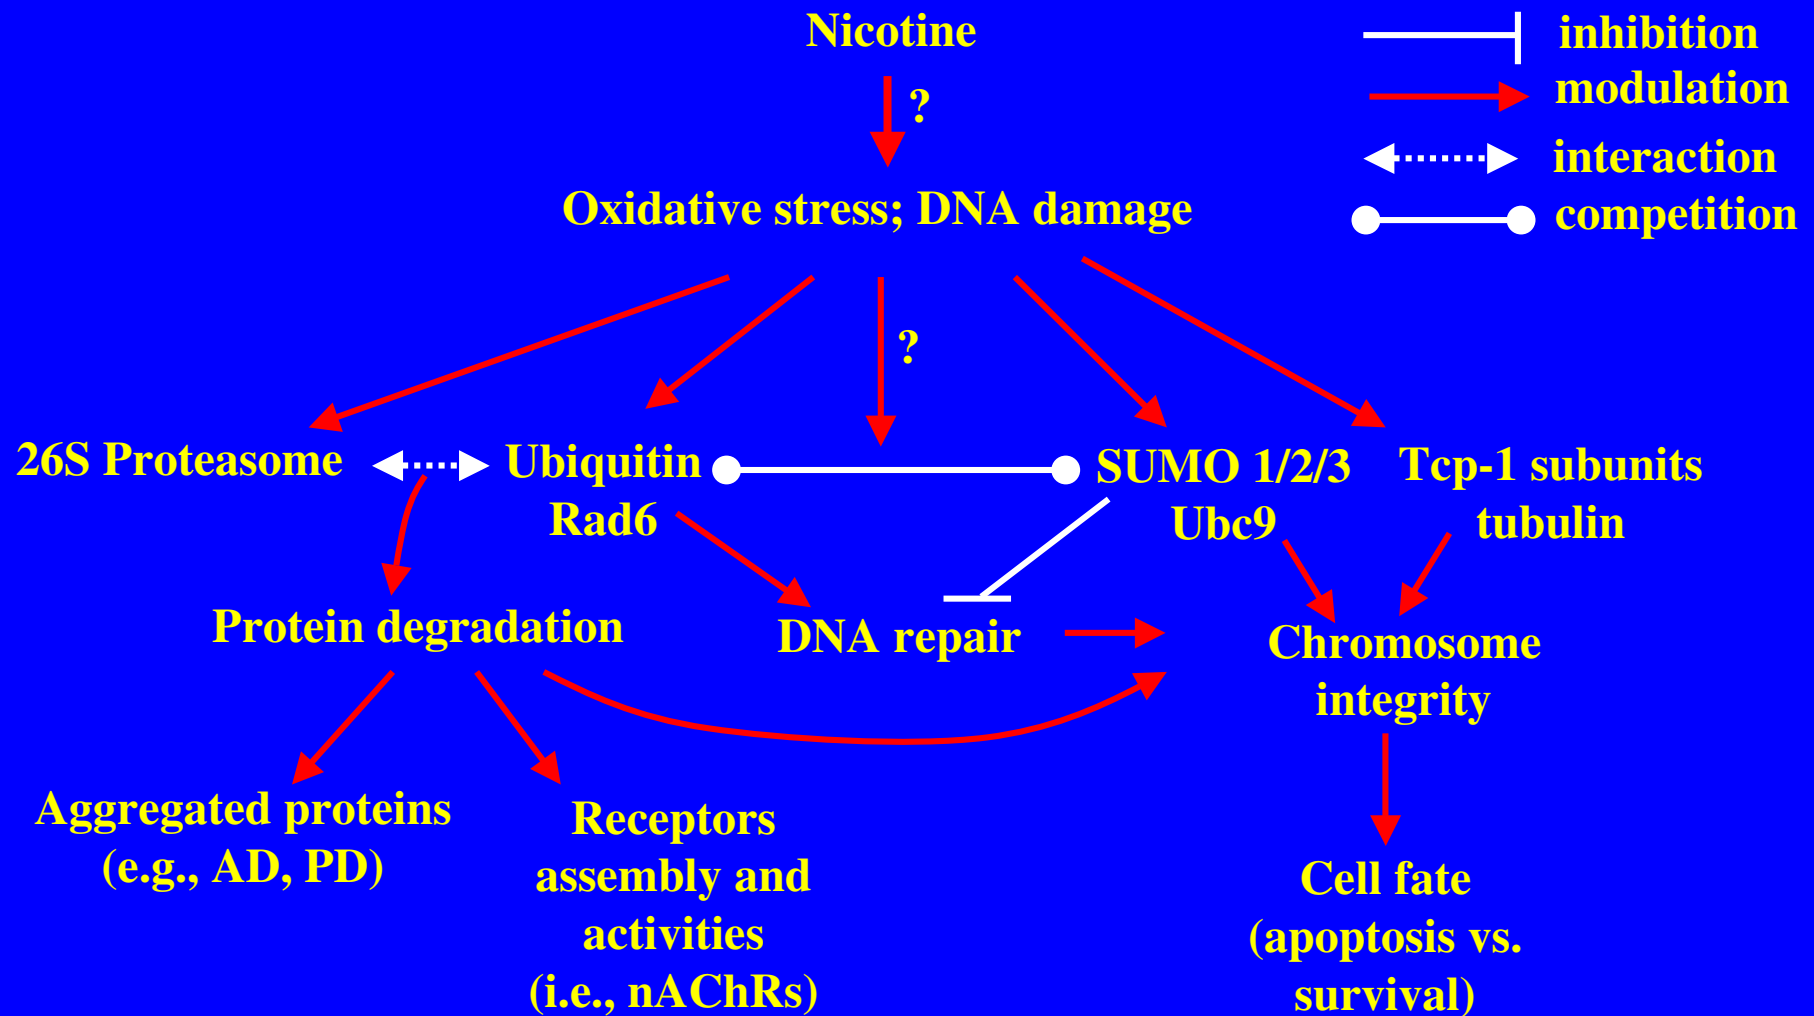 Nicotine
inhibition
modulation
?
interaction
competition
Oxidative stress; DNA damage
?
26S Proteasome
Ubiquitin
Rad6
SUMO 1/2/3
Ubc9
Tcp-1 subunits
tubulin
Protein degradation
DNA repair
Chromosome
integrity
Aggregated proteins
(e.g., AD, PD)
Receptors
assembly and
activities
(i.e., nAChRs)
Cell fate
(apoptosis vs.
survival)